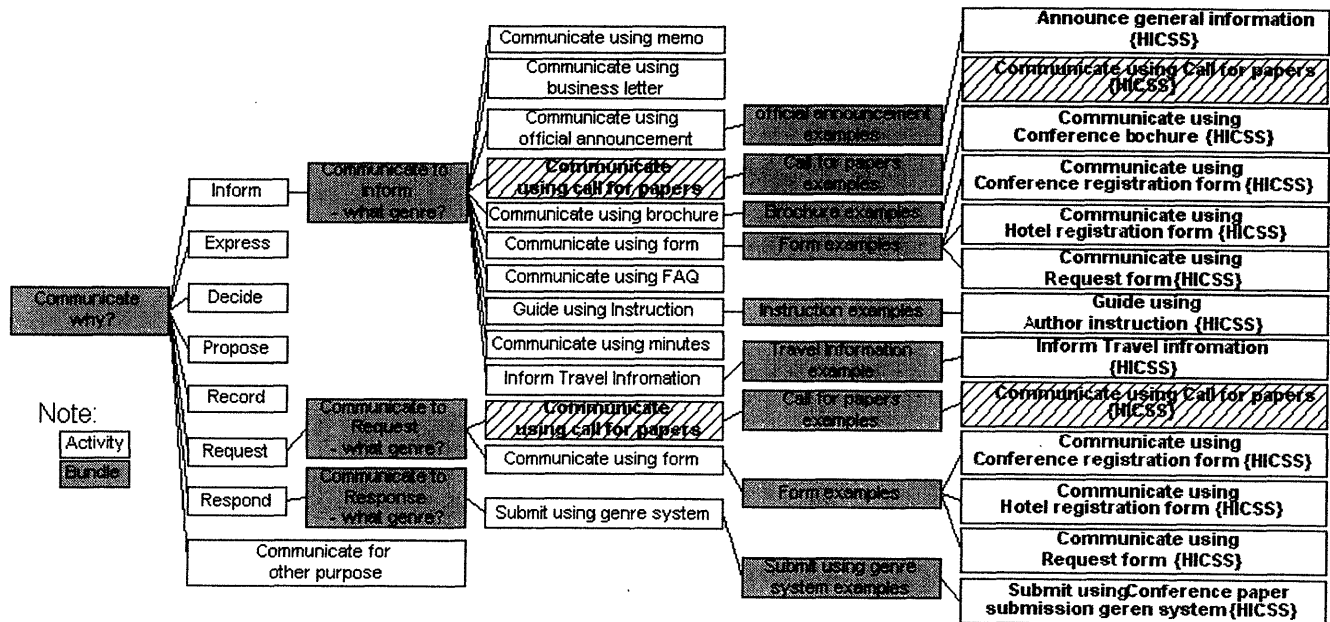 Communicate
why?
Note:
Activity
Bundle
Inform
Express
Decide
Propose
Record
Request
Respond
Communicate for
other purpose
Communicate to
inform
- what genre?
Communicate to
Request
- what genre?
Communicate to
Response
- what genre?
Communicate using memo
Communicate using
business letter
Communicate using
official announcement
Communicate
using call for papers
Communicate using brochure
Communicate using form
Communicate using FAQ
Guide using Instruction
Communicate using minutes
Inform Travel Infromation
Communicate
using call for papers
Communicate using form
Submit using genre system
official announcement
examples
Call for papers
examples
Brochure examples
Form examples
Instruction examples
Travel Information
example
Call for papers
examples
Form examples
Submit using genre
system examples
Announce general information
{HICSS}
Communicate using Call for papers
{HICSS}
Communicate using
Conference bochure {HICSS}
Communicate using
Conference registration form {HICSS}
Communicate using
Hotel registration form {HICSS}
Communicate using
Request form{HICSS}
Guide using
Author instruction {HICSS}
Inform Travel infromation
{HICSS}
Communicate using Call for papers
{HICSS}
Communicate using
Conference registration form {HICSS}
Communicate using
Hotel registration form {HICSS}
Communicate using
Request form {HICSS}
Submit usingConference paper
submission geren system{HICSS}